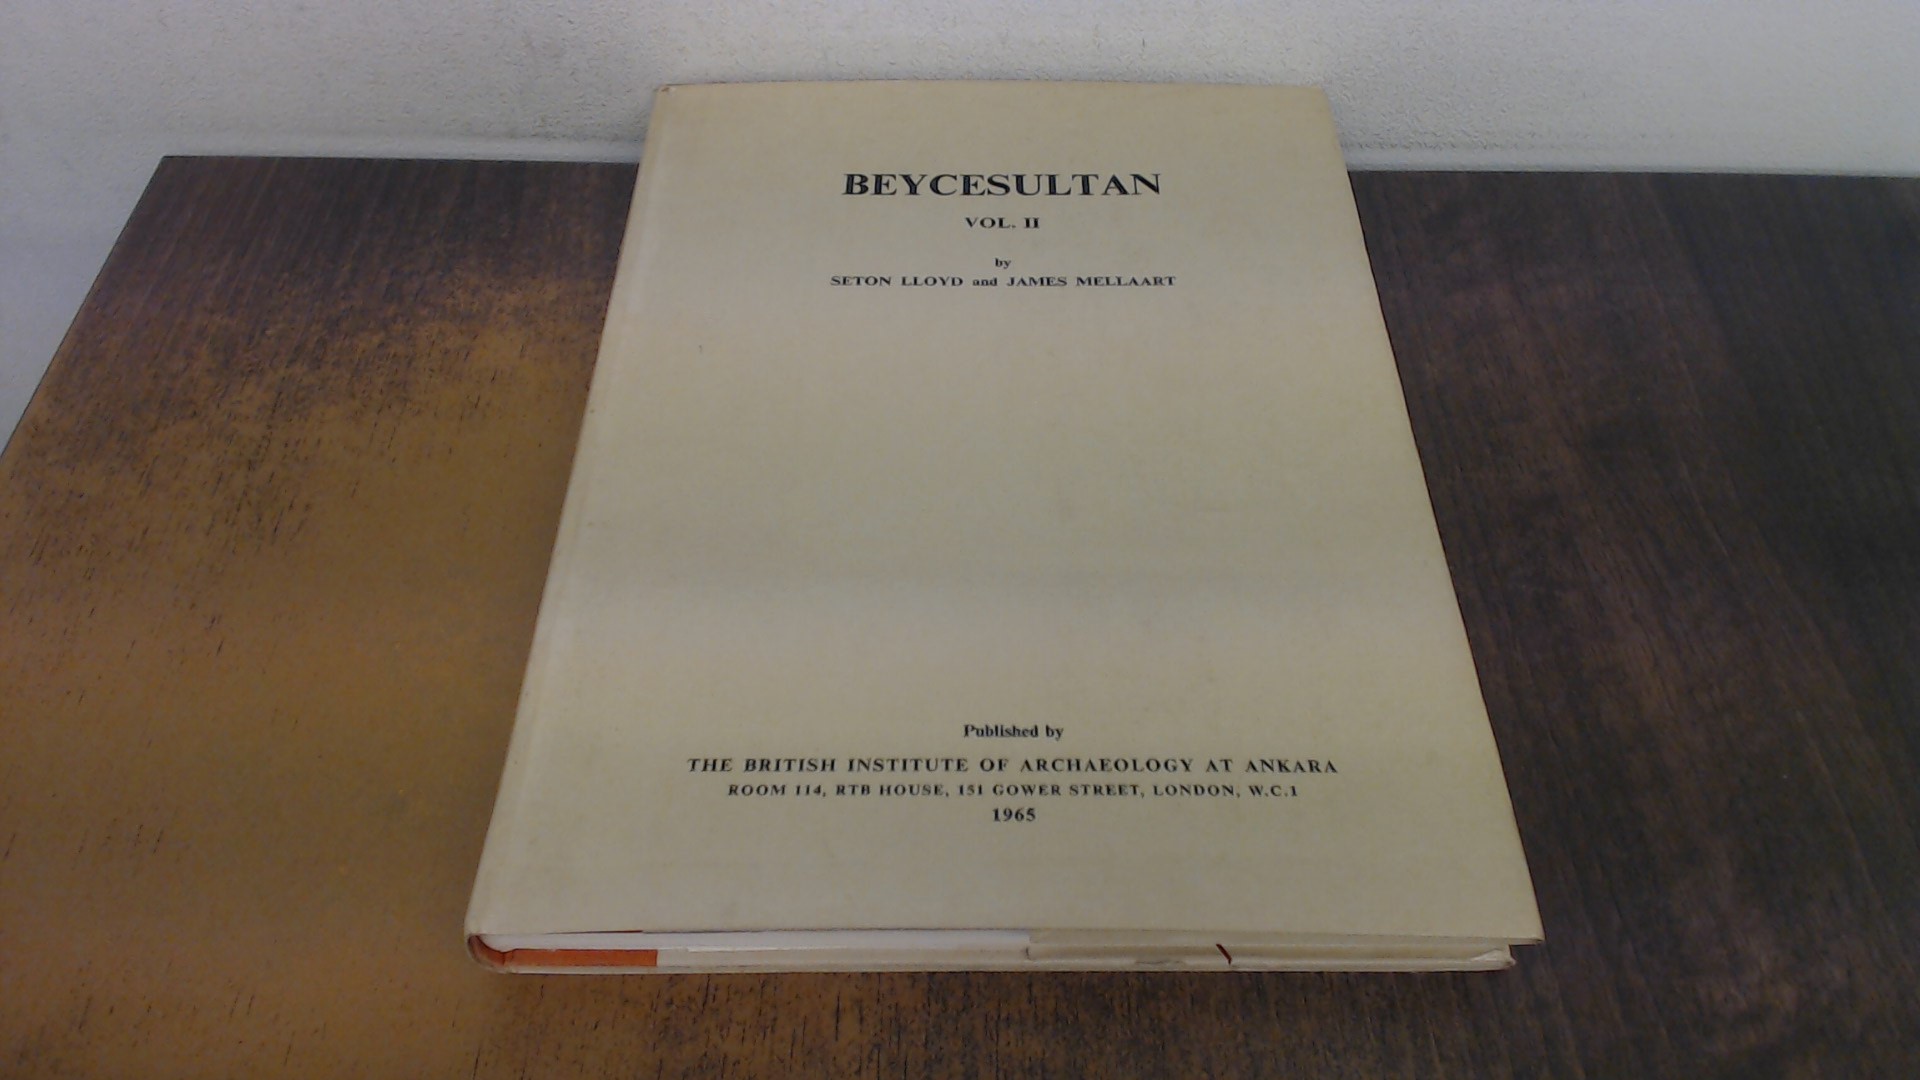 BEYCESULTAN
VOL. II
by
SETON LLOYD and JAMES MELLAART
Published by
THE BRITISH INSTITUTE OF ARCHAEOLOGY AT ANKARA
ROOM 114, RTB HOUSE, 151 GOWER STREET, LONDON, W.C.1
1965